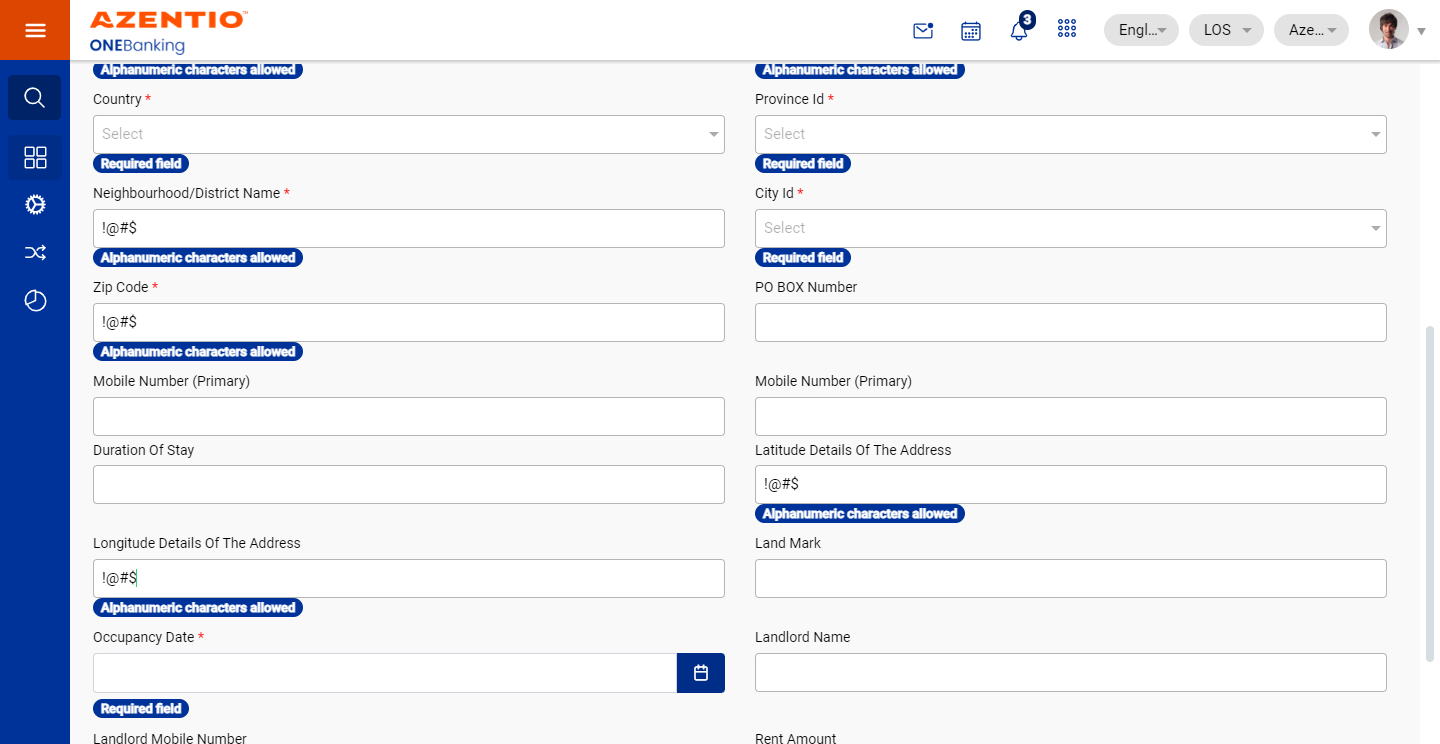 AZENTIO™
ONEBanking
3
Engl...
LOS
Aze...
Alphanumeric characters allowed
Alphanumeric characters allowed
Country *
Province Id *
Select
Select
Required field
Required field
Neighbourhood/District Name *
City Id *
!@#$
Select
Alphanumeric characters allowed
Required field
Zip Code *
PO BOX Number
!@#$
Alphanumeric characters allowed
Mobile Number (Primary)
Mobile Number (Primary)
Duration Of Stay
Latitude Details Of The Address
!@#$
Alphanumeric characters allowed
Longitude Details Of The Address
Land Mark
!@#$
Alphanumeric characters allowed
Occupancy Date *
Landlord Name
Required field
Landlord Mobile Number
Rent Amount